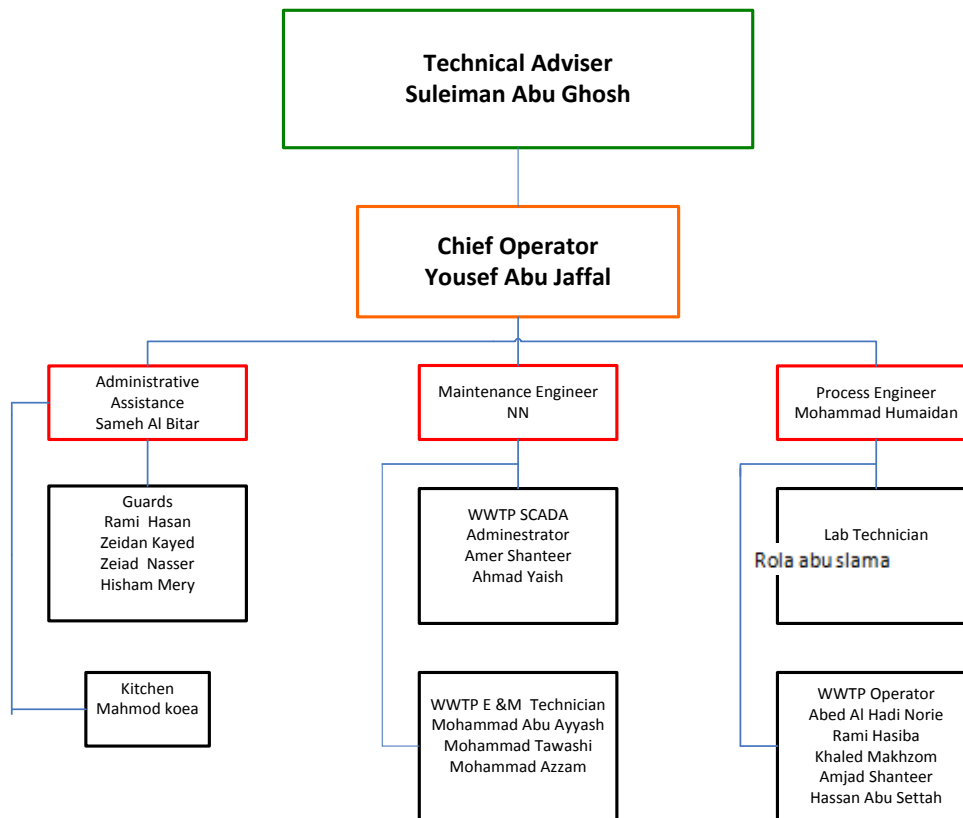 Technical Adviser
Suleiman Abu Ghosh
Chief Operator
Yousef Abu Jaffal
Administrative
Assistance
Sameh Al Bitar
Maintenance Engineer
NN
Process Engineer
Mohammad Humaidan
Guards
Rami Hasan
Zeidan Kayed
Zeiad Nasser
Hisham Mery
WWTP SCADA
Adminestrator
Amer Shanteer
Ahmad Yaish
Lab Technician
Rola abu slama
Kitchen
Mahmod koea
WWTP E &M Technician
Mohammad Abu Ayyash
Mohammad Tawashi
Mohammad Azzam
WWTP Operator
Abed Al Hadi Norie
Rami Hasiba
Khaled Makhzom
Amjad Shanteer
Hassan Abu Settah